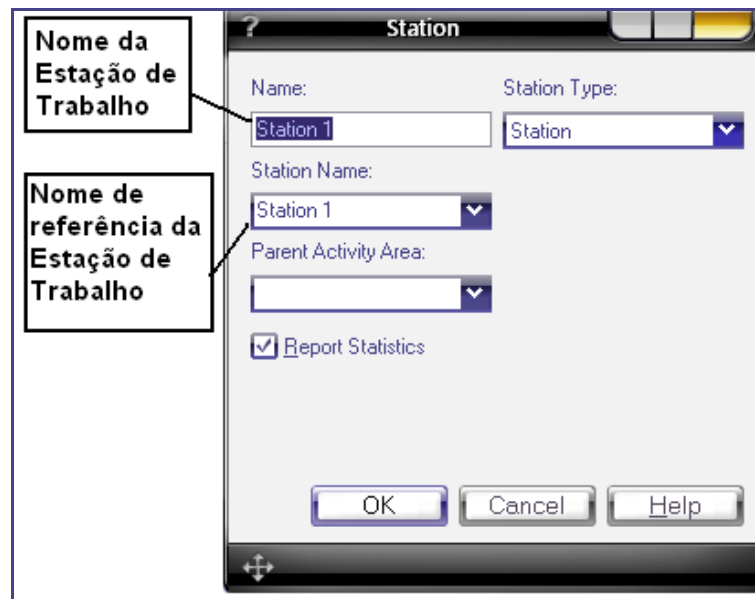 Nome da
Estação de
Trabalho
Nome de
referência da
Estação de
Trabalho
? Station
Name: Station Type:
Station 1 Station
Station Name:
Station 1
Parent Activity Area:
Report Statistics
OK Cancel Help